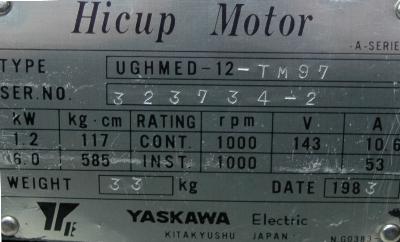 Hicup Motor
-A-SERIE
TYPE UGHMED-12-TM97
SER.NO. 323734-2
kW kg·cm RATING rpm V A
1.2 117 CONT. 1000 143 10.6
6.0 585 INST. 1000 53
WEIGHT 33 kg DATE 1983
YASKAWA Electric
KITAKYUSHU JAPAN N.G0383-